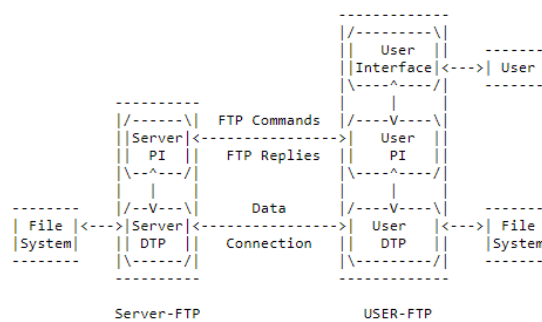 -------------
                                            |/---------\|
                                            ||   User  ||    --------
                                            ||Interface|<--->| User |
                                            |\----^----/|    --------
                ----------                  |     |     |
                |/------\|  FTP Commands    |/----V----\|
                ||Server|<----------------->|   User   ||
                ||  PI  ||   FTP Replies    ||   PI    ||
                |\--^---/|                  |\----^----/|
                |   |    |                  |     |     |
    --------    |/--V---\|      Data        |/----V----\|    --------
    | File |<--->|Server|<----------------->|  User    |<--->| File |
    |System|    ||  DTP ||   Connection     ||   DTP   ||    |System|
    --------    |\------/|                  |\---------/|    --------
                ----------                  -------------

                Server-FTP                     USER-FTP